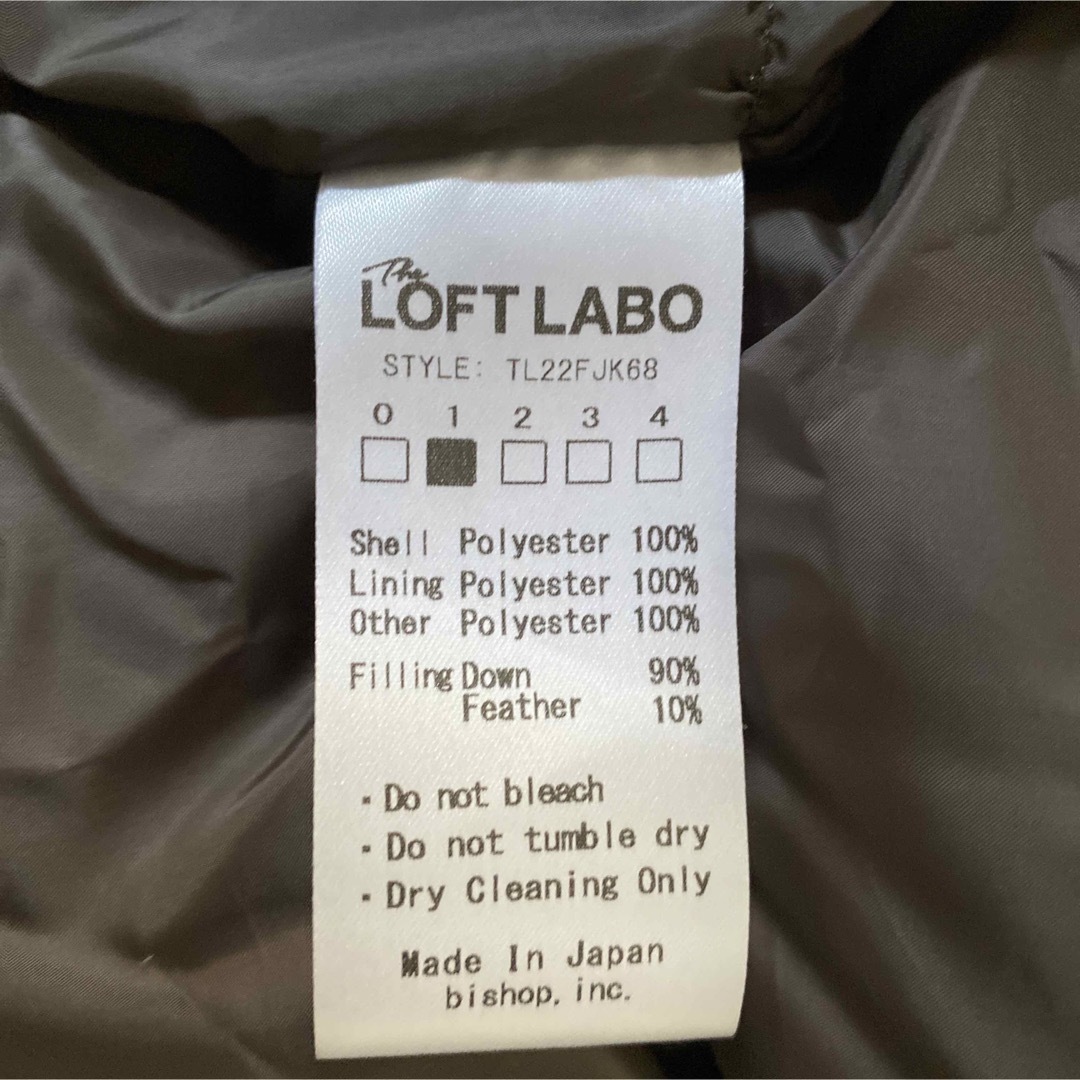 The
LOFT LABO
STYLE: TL22FJK68
0 1 2 3 4
Shell Polyester 100%
Lining Polyester 100%
Other Polyester 100%
Filling Down 90%
Feather 10%
・Do not bleach
・Do not tumble dry
・Dry Cleaning Only
Made In Japan
bishop, inc.